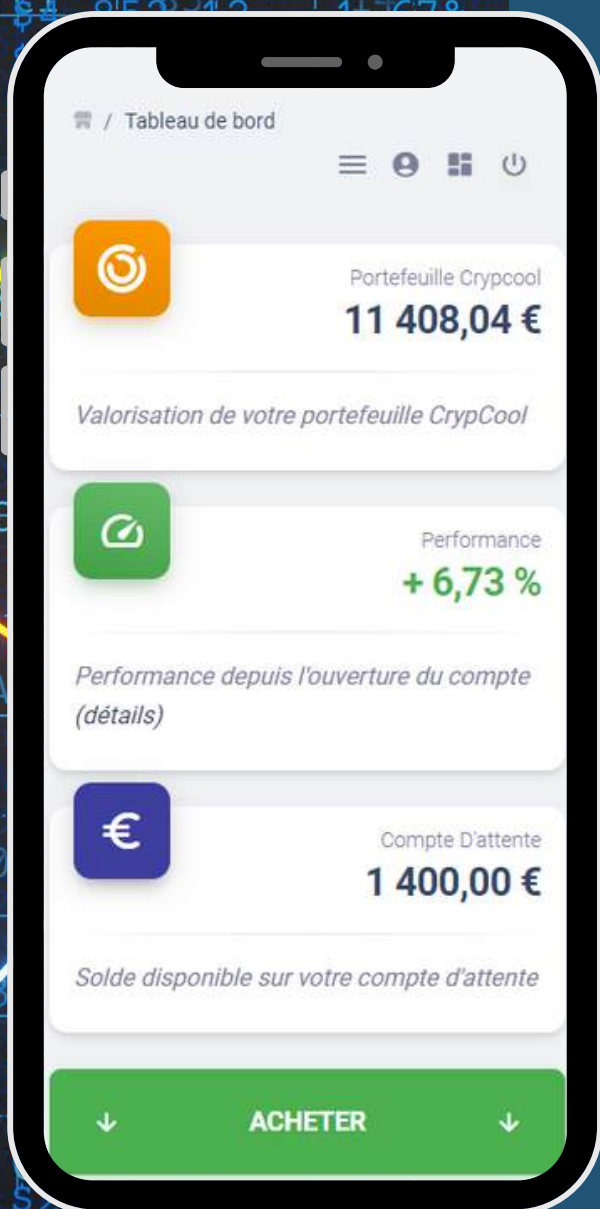 / Tableau de bord
Portefeuille Crypcool
11 408,04 €
Valorisation de votre portefeuille CrypCool
Performance
+ 6,73 %
Performance depuis l'ouverture du compte
(détails)
€
Compte D'attente
1 400,00 €
Solde disponible sur votre compte d'attente
ACHETER